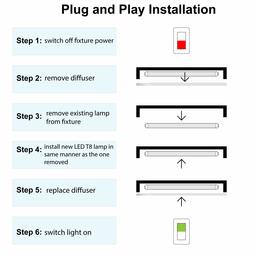 Plug and Play Installation
Step 1: switch off fixture power
Step 2: remove diffuser
Step 3: remove existing lamp
from fixture
Step 4: install new LED T8 lamp in
same manner as the one
removed
Step 5: replace diffuser
Step 6: switch light on